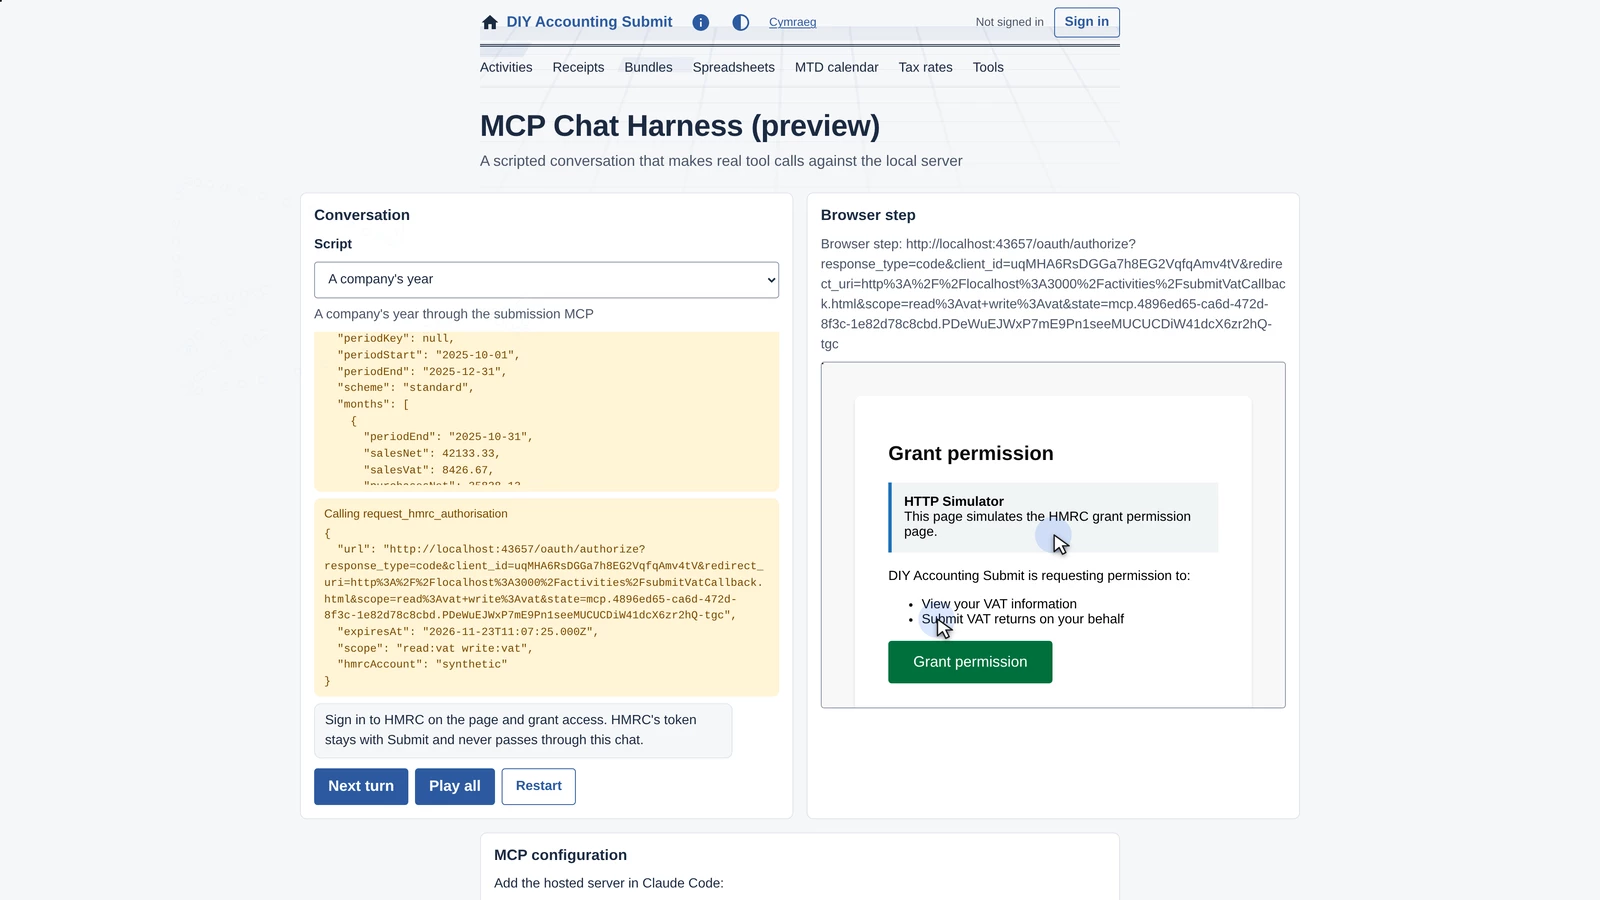 DIY Accounting Submit
Cymraeg
Not signed in
Sign in
Activities
Receipts
Bundles
Spreadsheets
MTD calendar
Tax rates
Tools
MCP Chat Harness (preview)
A scripted conversation that makes real tool calls against the local server
Conversation
Script
A company's year
A company's year through the submission MCP
"periodKey": null,
"periodStart": "2025-10-01",
"periodEnd": "2025-12-31",
"scheme": "standard",
"months": [
{
"periodEnd": "2025-10-31",
"salesNet": 42133.33,
"salesVat": 8426.67,
Calling request_hmrc_authorisation
{
"url": "http://localhost:43657/oauth/authorize?
response_type=code&client_id=uqMHA6RsDGGa7h8EG2VqfqAmv4tV&redirect_
uri=http%3A%2F%2Flocalhost%3A3000%2Factivities%2FsubmitVatCallback.
html&scope=read%3Avat+write%3Avat&state=mcp.4896ed65-ca6d-472d-
8f3c-1e82d78c8cbd.PDeWuEJWxP7mE9Pn1seeMUCUCDiW41dcX6zr2hQ-tgc",
"expiresAt": "2026-11-23T11:07:25.000Z",
"scope": "read:vat write:vat",
"hmrcAccount": "synthetic"
}
Sign in to HMRC on the page and grant access. HMRC's token
stays with Submit and never passes through this chat.
Next turn
Play all
Restart
Browser step
Browser step: http://localhost:43657/oauth/authorize?
response_type=code&client_id=uqMHA6RsDGGa7h8EG2VqfqAmv4tV&redire
ct_uri=http%3A%2F%2Flocalhost%3A3000%2Factivities%2FsubmitVatCallbac
k.html&scope=read%3Avat+write%3Avat&state=mcp.4896ed65-ca6d-472d-
8f3c-1e82d78c8cbd.PDeWuEJWxP7mE9Pn1seeMUCUCDiW41dcX6zr2hQ-
tgc
Grant permission
HTTP Simulator
This page simulates the HMRC grant permission
page.
DIY Accounting Submit is requesting permission to:
View your VAT information
Submit VAT returns on your behalf
Grant permission
MCP configuration
Add the hosted server in Claude Code: